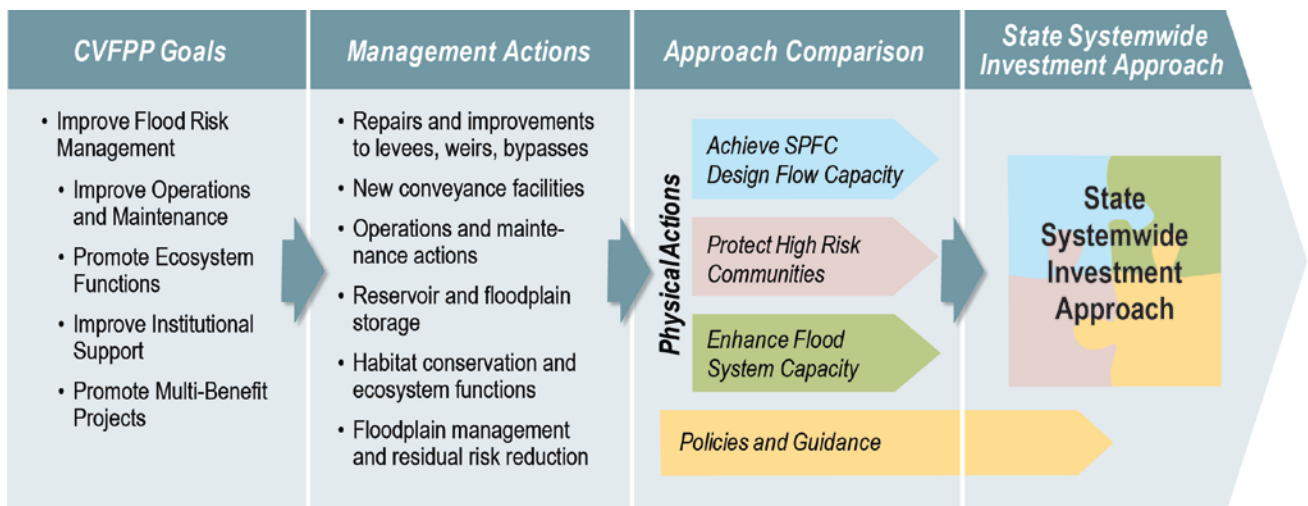 CVFPP Goals
• Improve Flood Risk
Management
• Improve Operations
and Maintenance
• Promote Ecosystem
Functions
• Improve Institutional
Support
• Promote Multi-Benefit
Projects
Management Actions
• Repairs and improvements
to levees, weirs, bypasses
• New conveyance facilities
• Operations and mainte-
nance actions
• Reservoir and floodplain
storage
• Habitat conservation and
ecosystem functions
• Floodplain management
and residual risk reduction
Approach Comparison
Physical Actions
Achieve SPFC
Design Flow Capacity
Protect High Risk
Communities
Enhance Flood
System Capacity
Policies and Guidance
State Systemwide
Investment Approach
State
Systemwide
Investment
Approach